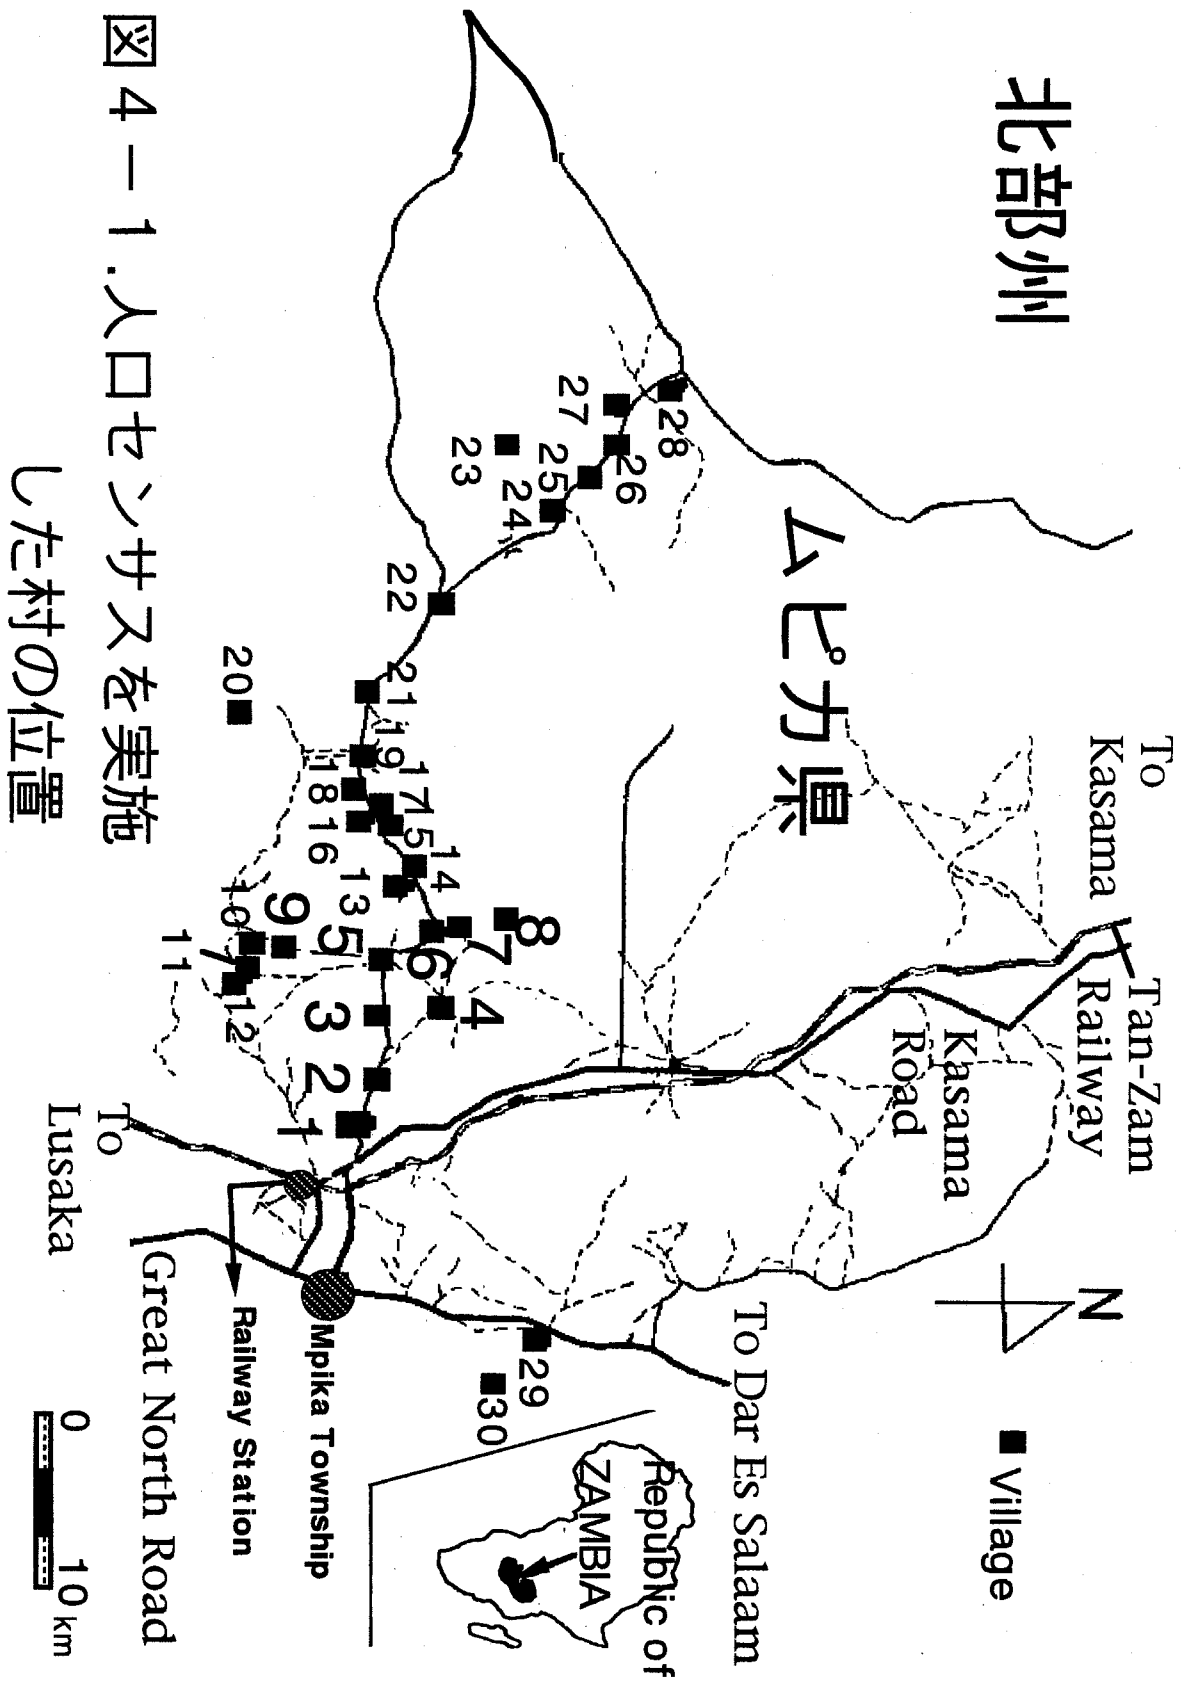 北部州
ムピカ県
To
Kasama
Tan-Zam
Railway
Kasama
Road
N
■ Village
To Dar Es Salaam
Republic of
ZAMBIA
28
27
26
25
24
23
22
21
20
19
18
17
16
15
14
13
8
7
6
5
4
3
2
1
9
10
11
12
29
30
Mpika Township
Railway Station
Great North Road
To
Lusaka
0 10 km
図4-1.人口センサスを実施
した村の位置